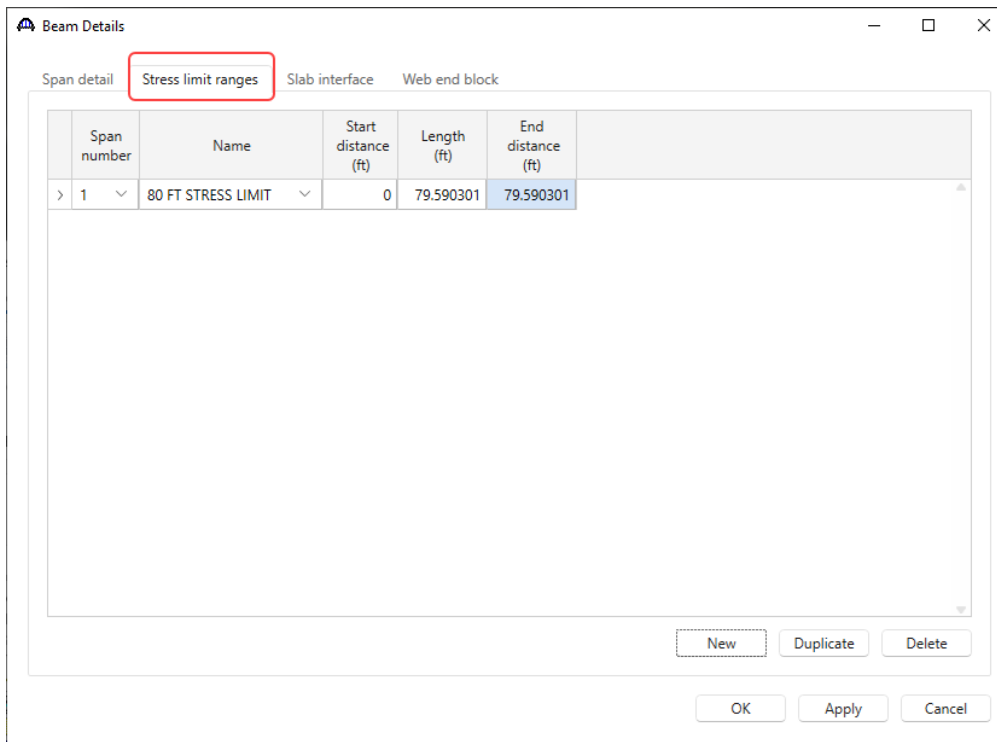 Beam Details
Span detail Stress limit ranges Slab interface Web end block
Span number Name Start distance (ft) Length (ft) End distance (ft)
1 80 FT STRESS LIMIT 0 79.590301 79.590301
New Duplicate Delete
OK Apply Cancel